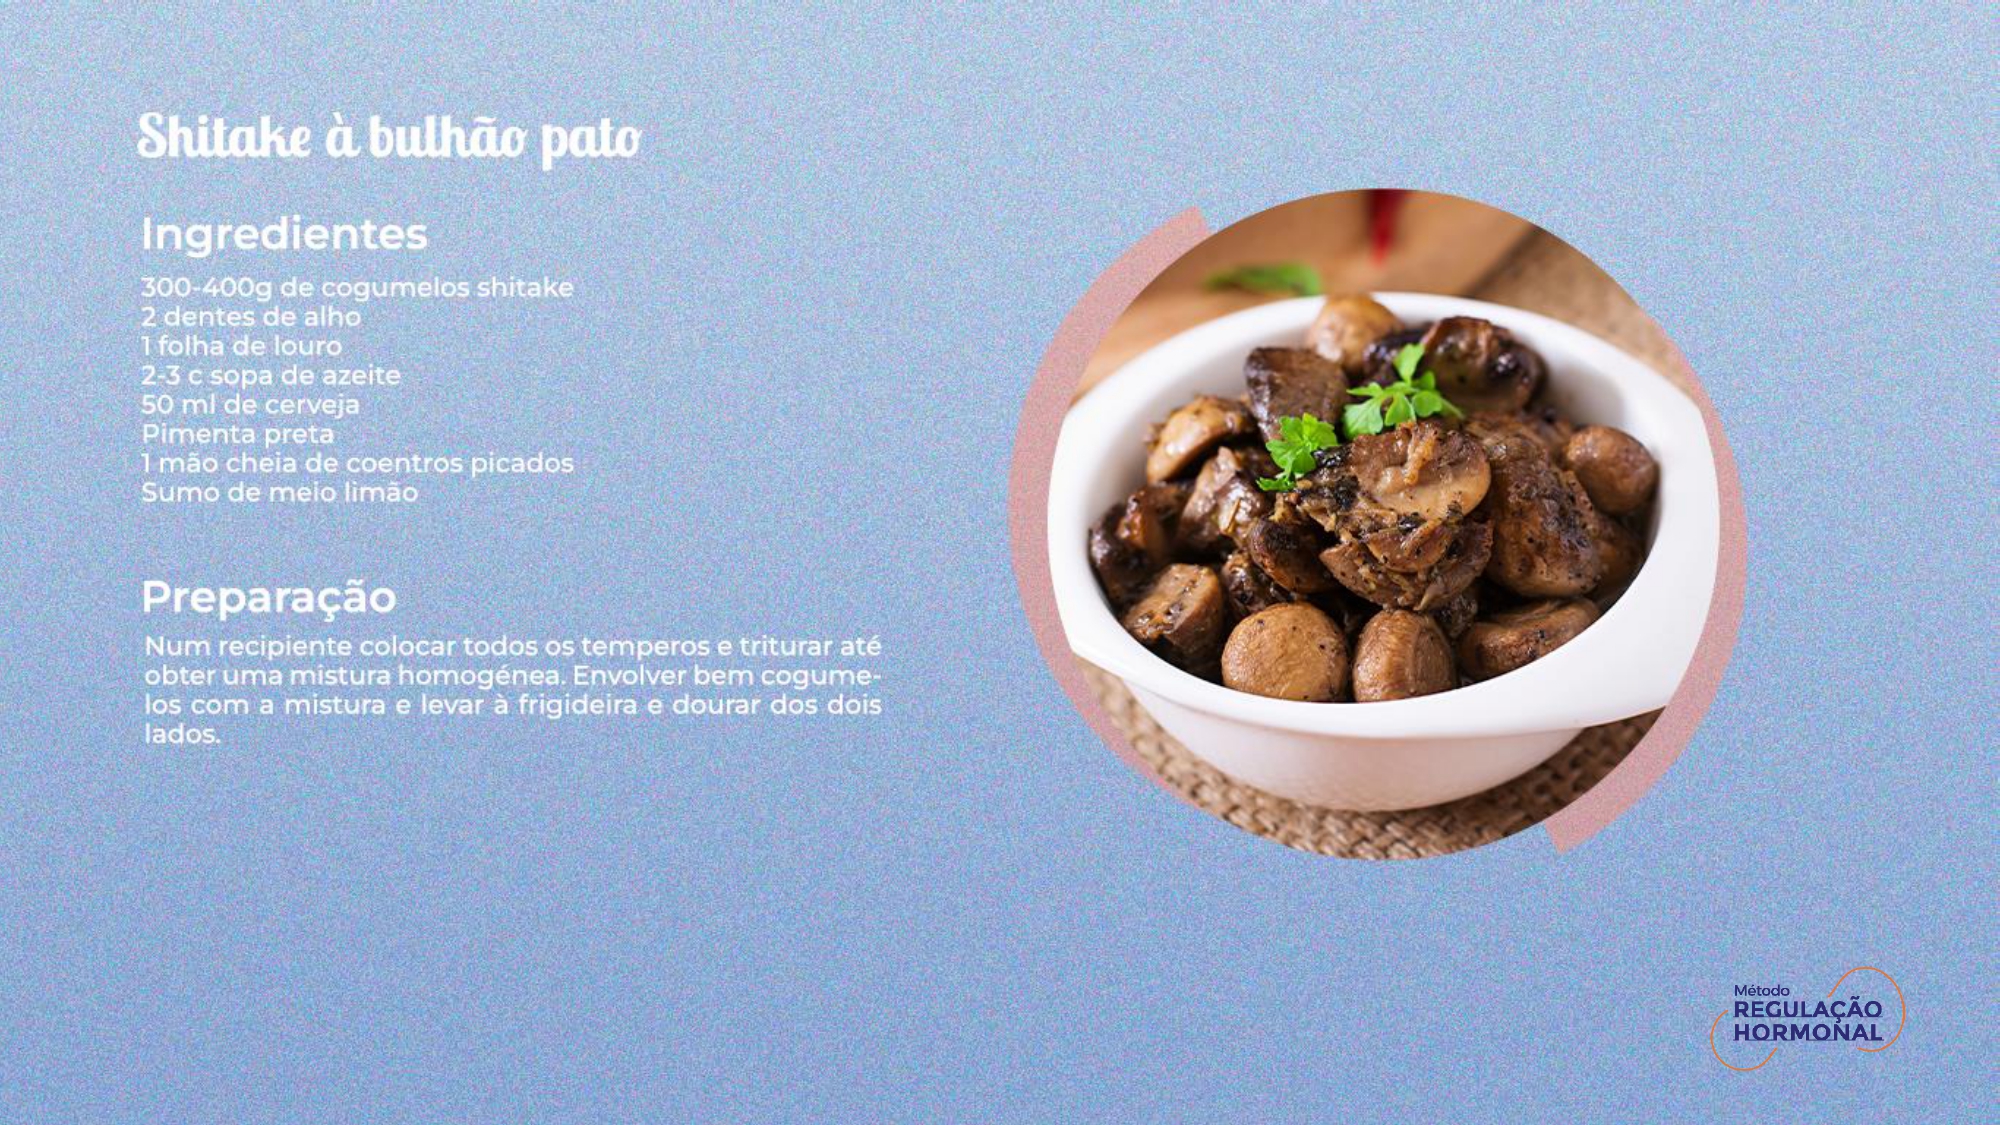 Shitake à bulhão pato
Ingredientes
300-400g de cogumelos shitake
2 dentes de alho
1 folha de louro
2-3 c sopa de azeite
50 ml de cerveja
Pimenta preta
1 mão cheia de coentros picados
Sumo de meio limão
Preparação
Num recipiente colocar todos os temperos e triturar até
obter uma mistura homogénea. Envolver bem cogume-
los com a mistura e levar à frigideira e dourar dos dois
lados.
Método
REGULAÇÃO
HORMONAL